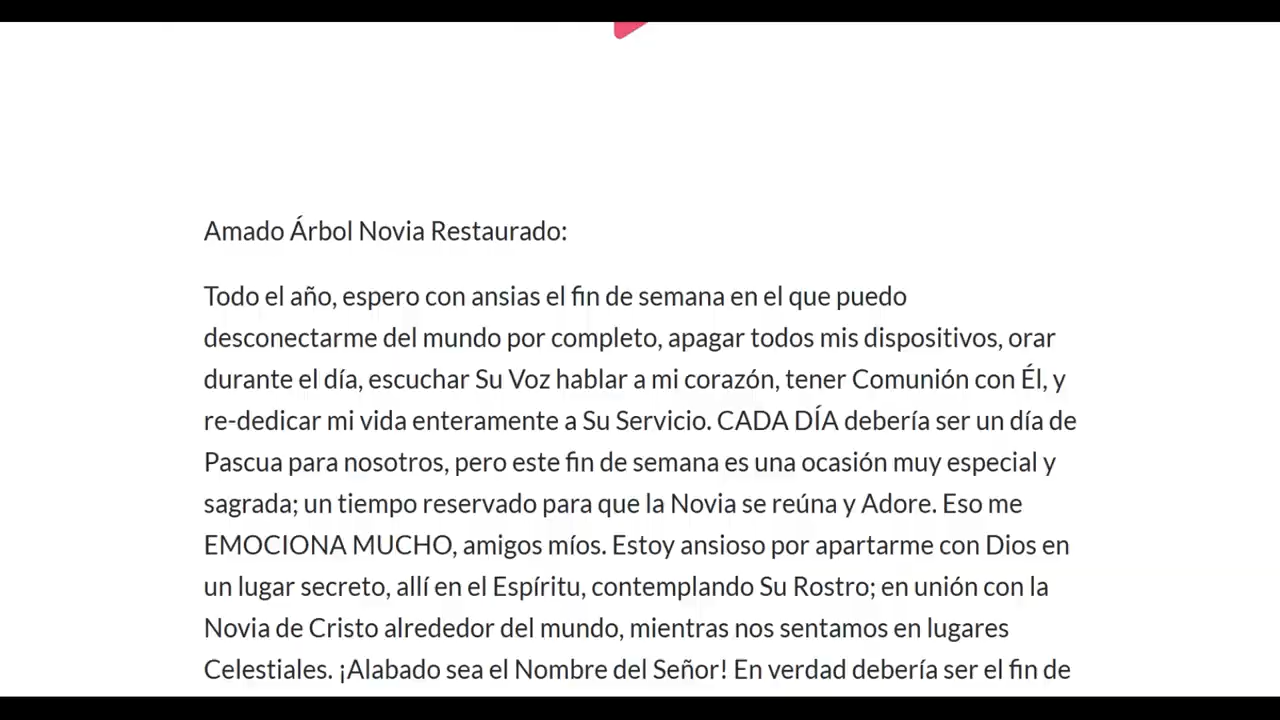 Amado Árbol Novia Restaurado:
Todo el año, espero con ansias el fin de semana en el que puedo
desconectarme del mundo por completo, apagar todos mis dispositivos, orar
durante el día, escuchar Su Voz hablar a mi corazón, tener Comunión con Él, y
re-dedicar mi vida enteramente a Su Servicio. CADA DÍA debería ser un día de
Pascua para nosotros, pero este fin de semana es una ocasión muy especial y
sagrada; un tiempo reservado para que la Novia se reúna y Adore. Eso me
EMOCIONA MUCHO, amigos míos. Estoy ansioso por apartarme con Dios en
un lugar secreto, allí en el Espíritu, contemplando Su Rostro; en unión con la
Novia de Cristo alrededor del mundo, mientras nos sentamos en lugares
Celestiales. ¡Alabado sea el Nombre del Señor! En verdad debería ser el fin de